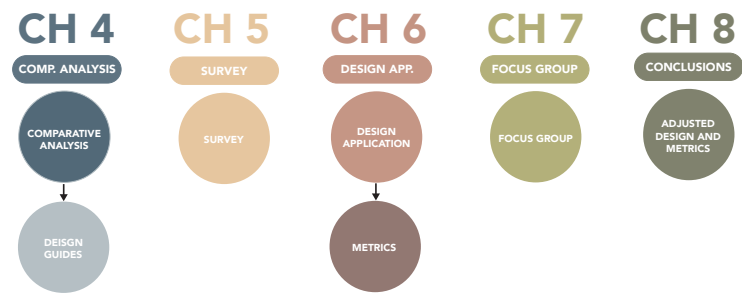 CH 4
COMP. ANALYSIS
COMPARATIVE
ANALYSIS
DEISGN
GUIDES
CH 5
SURVEY
SURVEY
CH 6
DESIGN APP.
DESIGN
APPLICATION
METRICS
CH 7
FOCUS GROUP
FOCUS GROUP
CH 8
CONCLUSIONS
ADJUSTED
DESIGN AND
METRICS